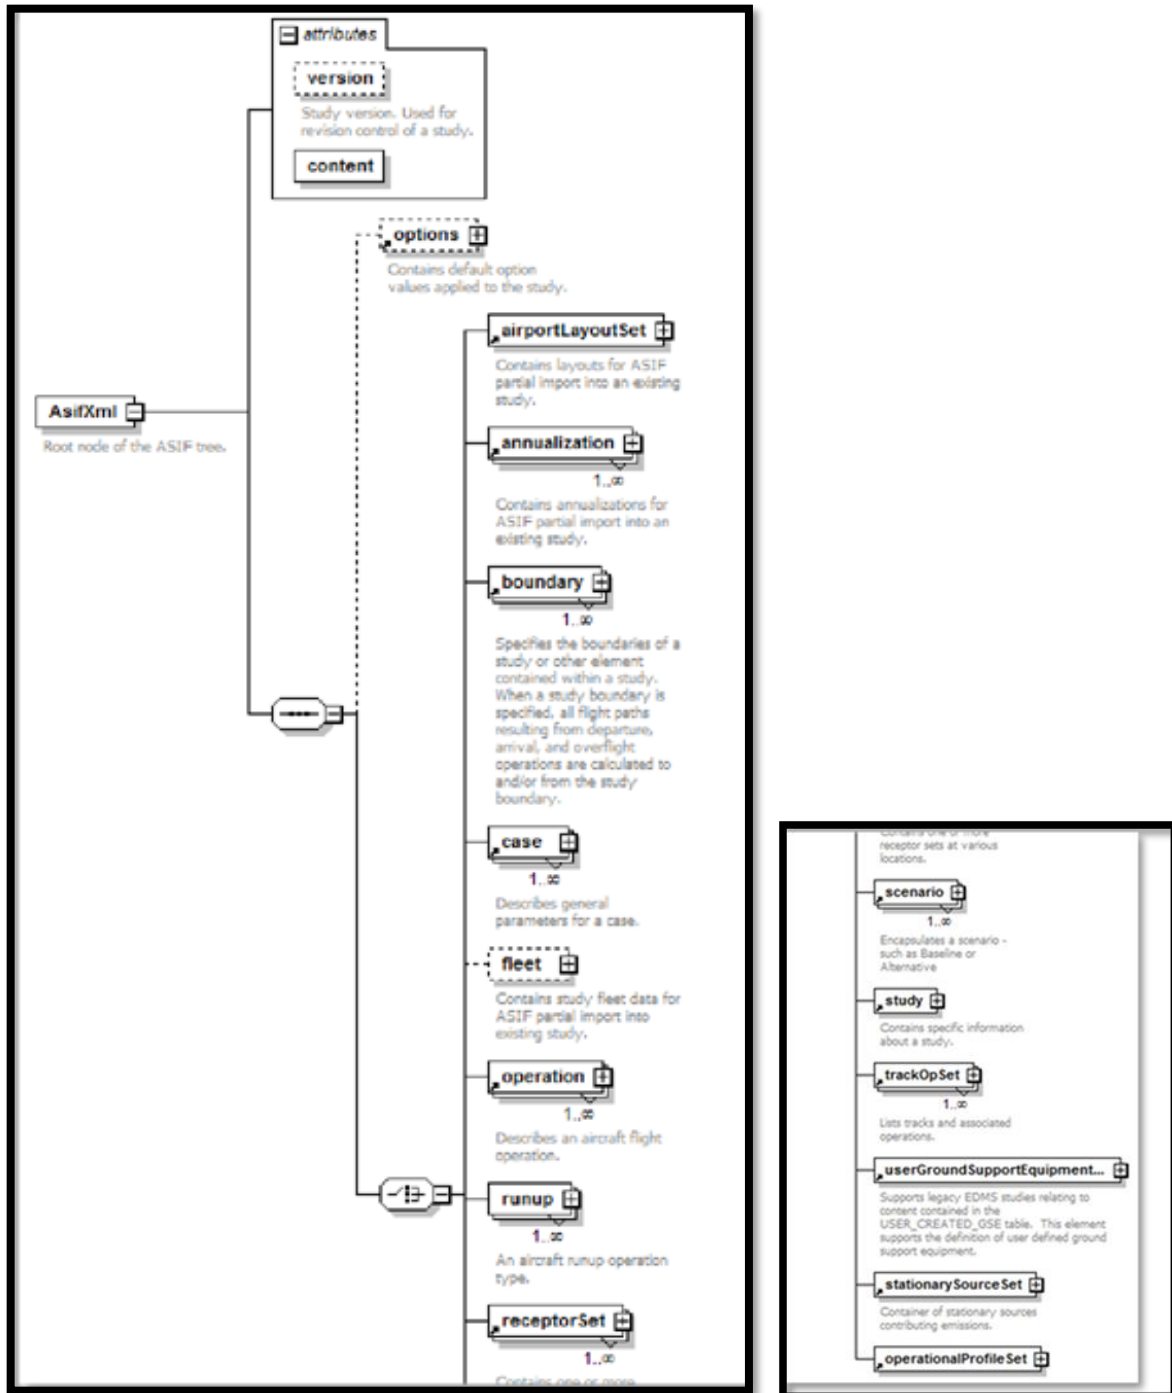 attributes
version
Study version. Used for
revision control of a study.
content
options
Contains default option
values applied to the study.
airportLayoutSet
Contains layouts for ASIF
partial import into an existing
study.
AsifXml
Root node of the ASIF tree.
annualization
1..∞
Contains annualizations for
ASIF partial import into an
existing study.
boundary
1..∞
Specifies the boundaries of a
study or other element
contained within a study.
When a study boundary is
specified, all flight paths
resulting from departure,
arrival, and overflight
operations are calculated to
and/or from the study
boundary.
case
1..∞
Describes general
parameters for a case.
fleet
Contains study fleet data for
ASIF partial import into
existing study.
operation
1..∞
Describes an aircraft flight
operation.
runup
1..∞
An aircraft runup operation
type.
receptorSet
1..∞
Contains one or more
Contains one or more
receptor sets at various
locations.
scenario
1..∞
Encapsulates a scenario -
such as Baseline or
Alternative
study
Contains specific information
about a study.
trackOpSet
1..∞
Lists tracks and associated
operations.
userGroundSupportEquipment...
Supports legacy EDMS studies relating to
content contained in the
USER_CREATED_GSE table. This element
supports the definition of user defined ground
support equipment.
stationarySourceSet
Container of stationary sources
contributing emissions.
operationalProfileSet